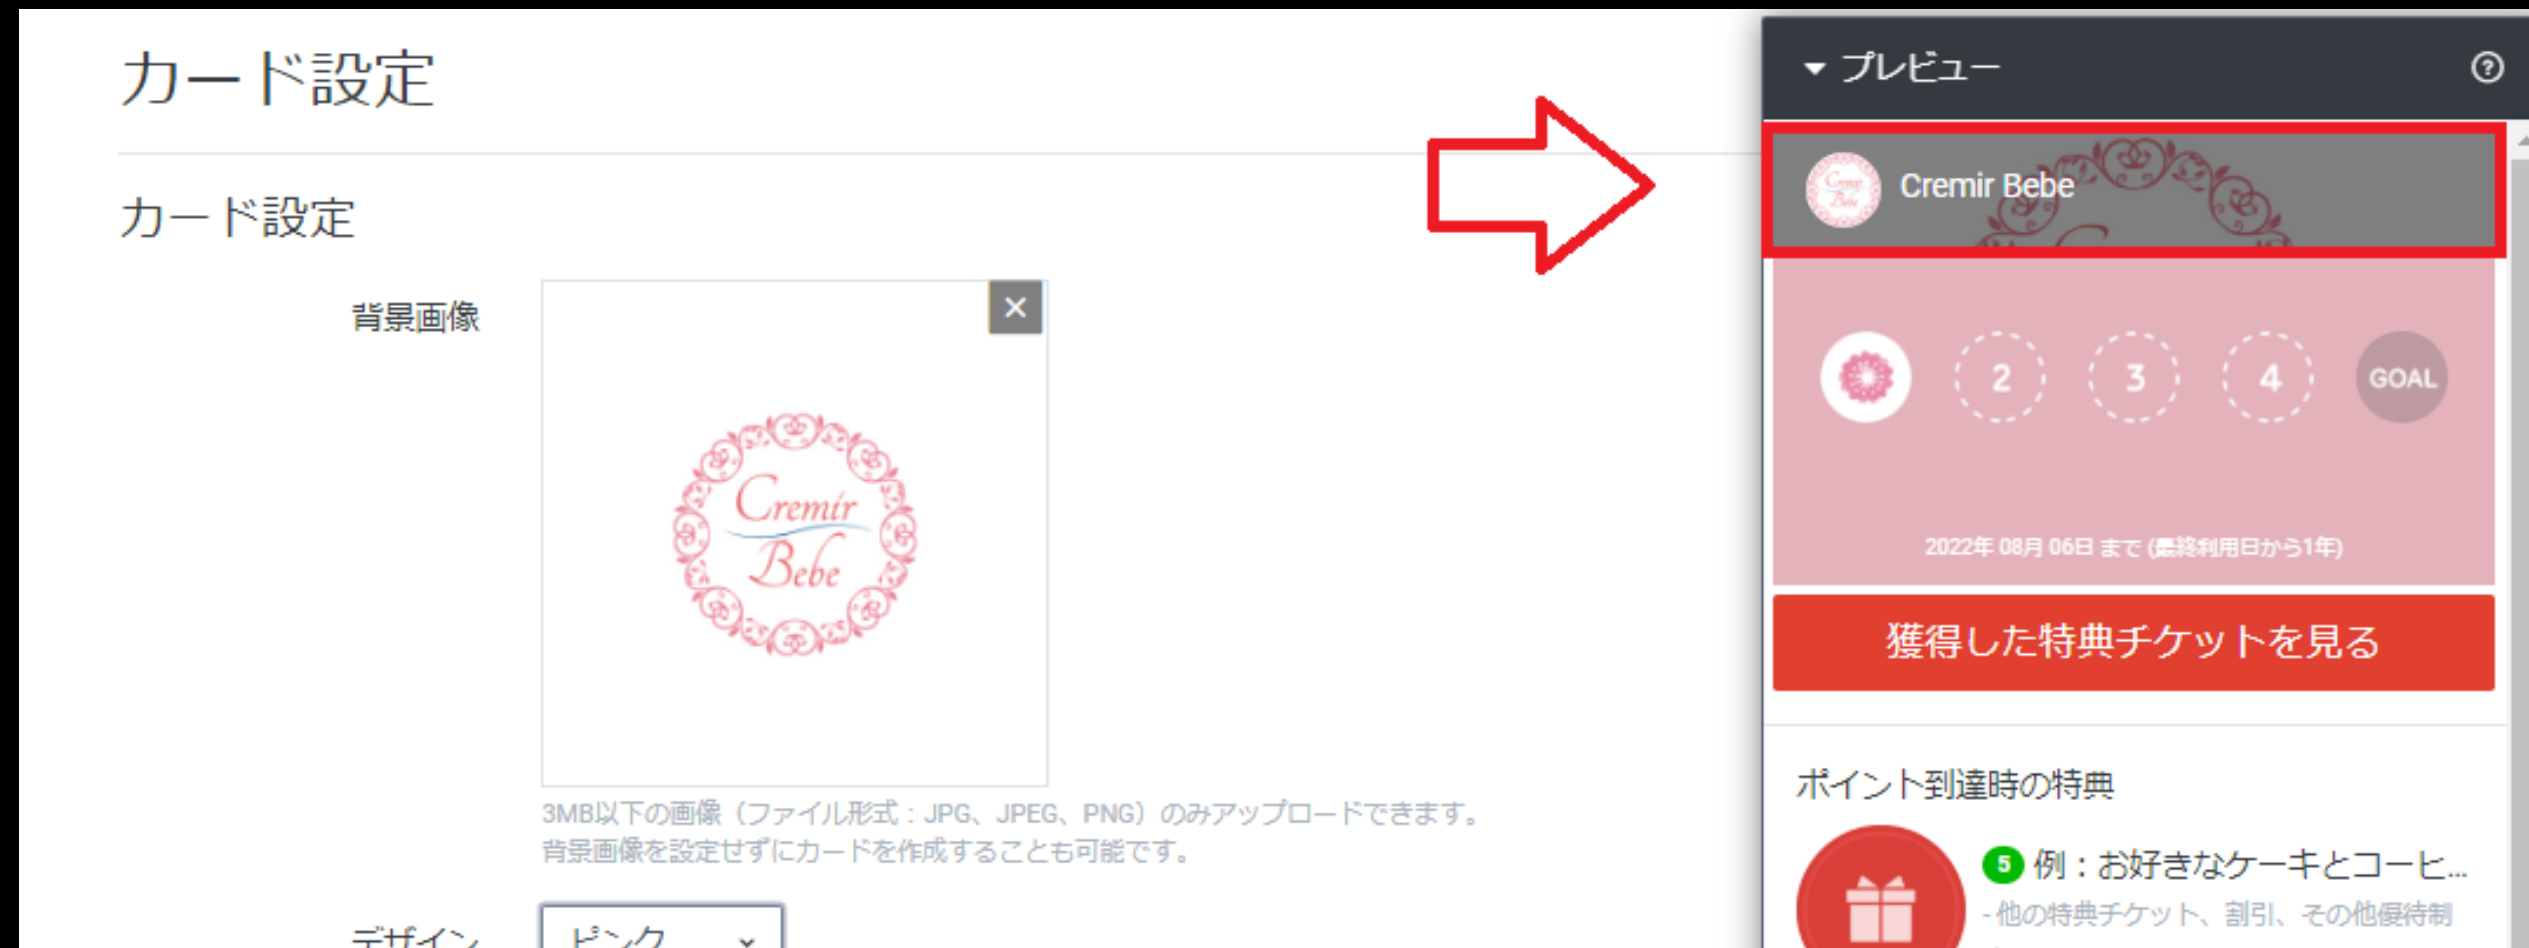 カード設定
カード設定
背景画像
×
Cremir
Bebe
3MB以下の画像（ファイル形式：JPG、JPEG、PNG）のみアップロードできます。
背景画像を設定せずにカードを作成することも可能です。
デザイン
ピンク
プレビュー
?
Cremir Bebe
2
3
4
GOAL
2022年 08月 06日 まで (最終利用日から1年)
獲得した特典チケットを見る
ポイント到達時の特典
5 例：お好きなケーキとコーヒ...
- 他の特典チケット、割引、その他優待制